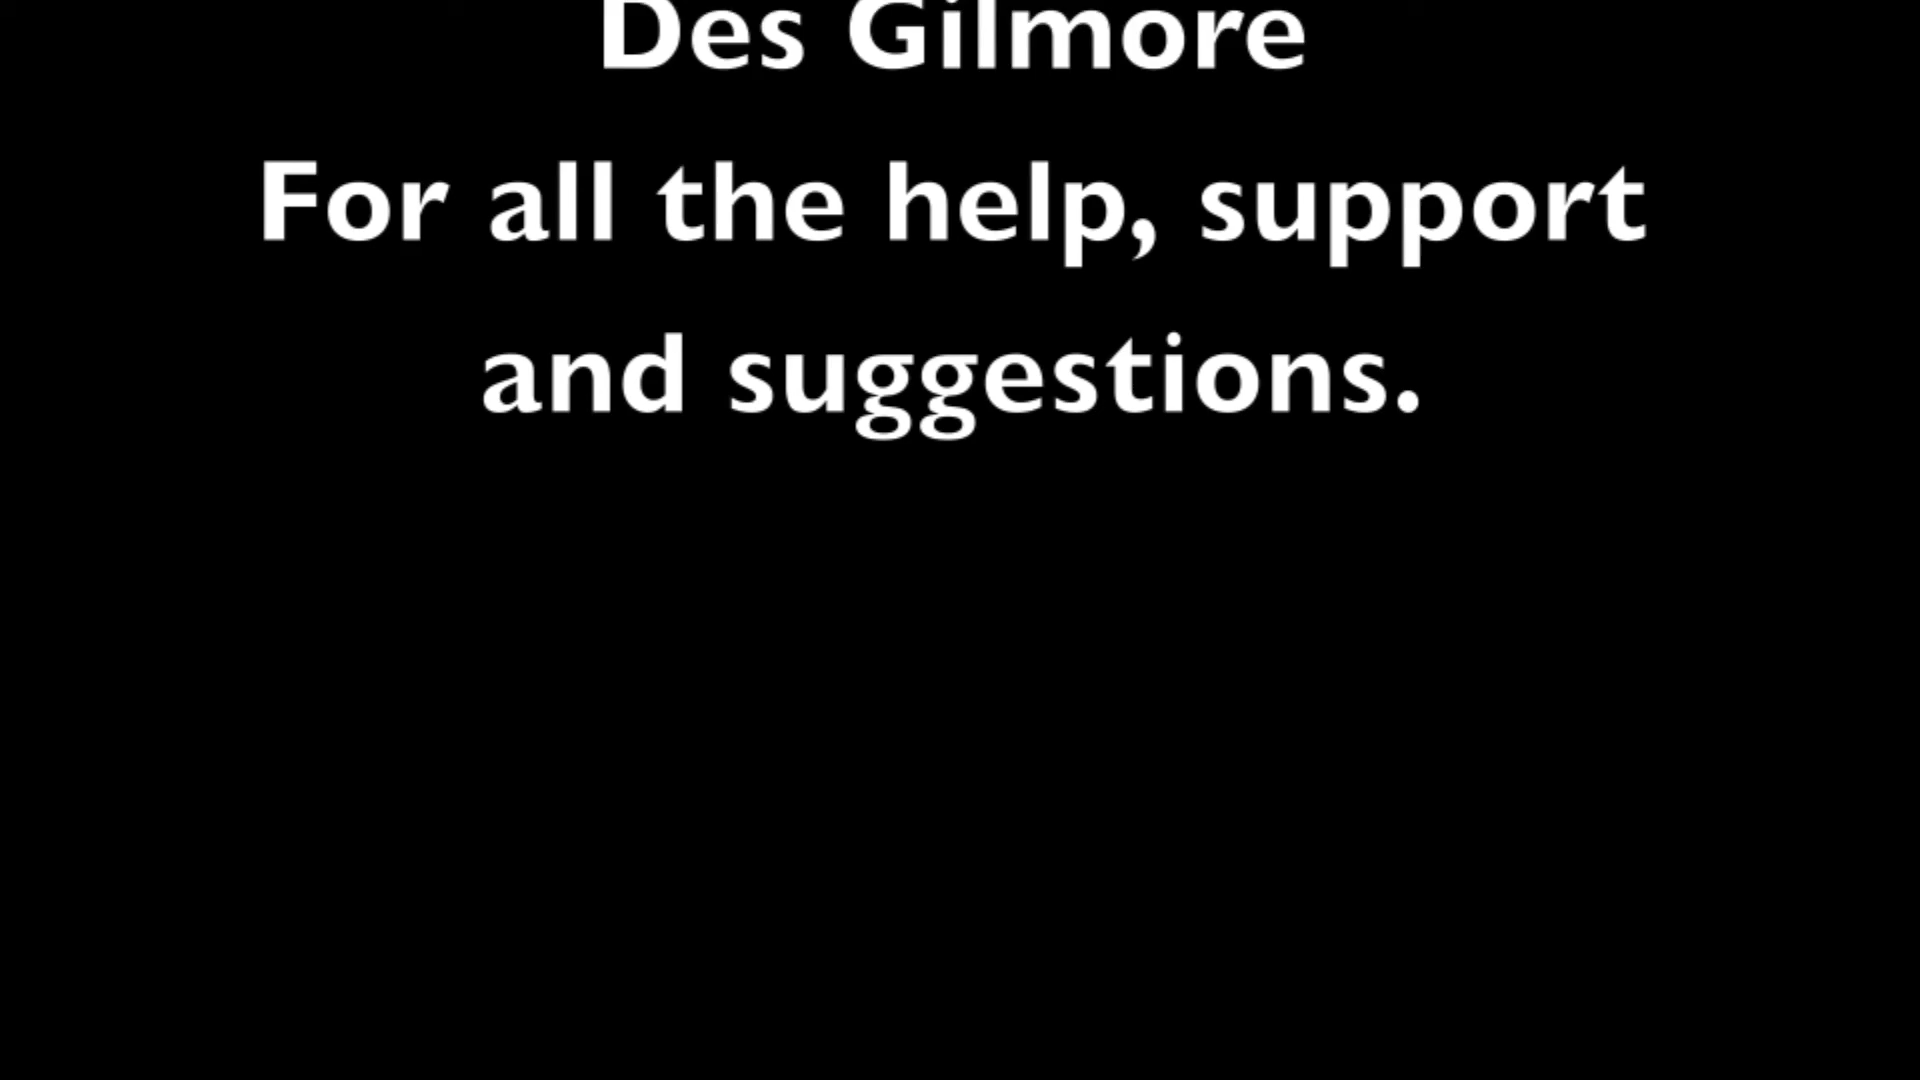 Des Gilmore
For all the help, support
and suggestions.